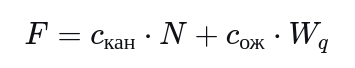 F = c_кан · N + c_ож · W_q